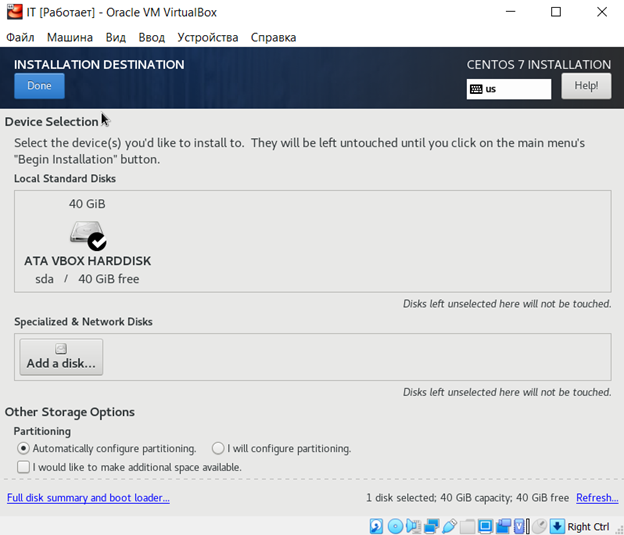 IT [Работает] - Oracle VM VirtualBox
Файл Машина Вид Ввод Устройства Справка
INSTALLATION DESTINATION
CENTOS 7 INSTALLATION
Done
us
Help!
Device Selection
Select the device(s) you'd like to install to. They will be left untouched until you click on the main menu's
"Begin Installation" button.
Local Standard Disks
40 GiB
ATA VBOX HARDDISK
sda / 40 GiB free
Disks left unselected here will not be touched.
Specialized & Network Disks
Add a disk...
Disks left unselected here will not be touched.
Other Storage Options
Partitioning
Automatically configure partitioning. I will configure partitioning.
I would like to make additional space available.
Full disk summary and boot loader...
1 disk selected; 40 GiB capacity; 40 GiB free Refresh...
Right Ctrl